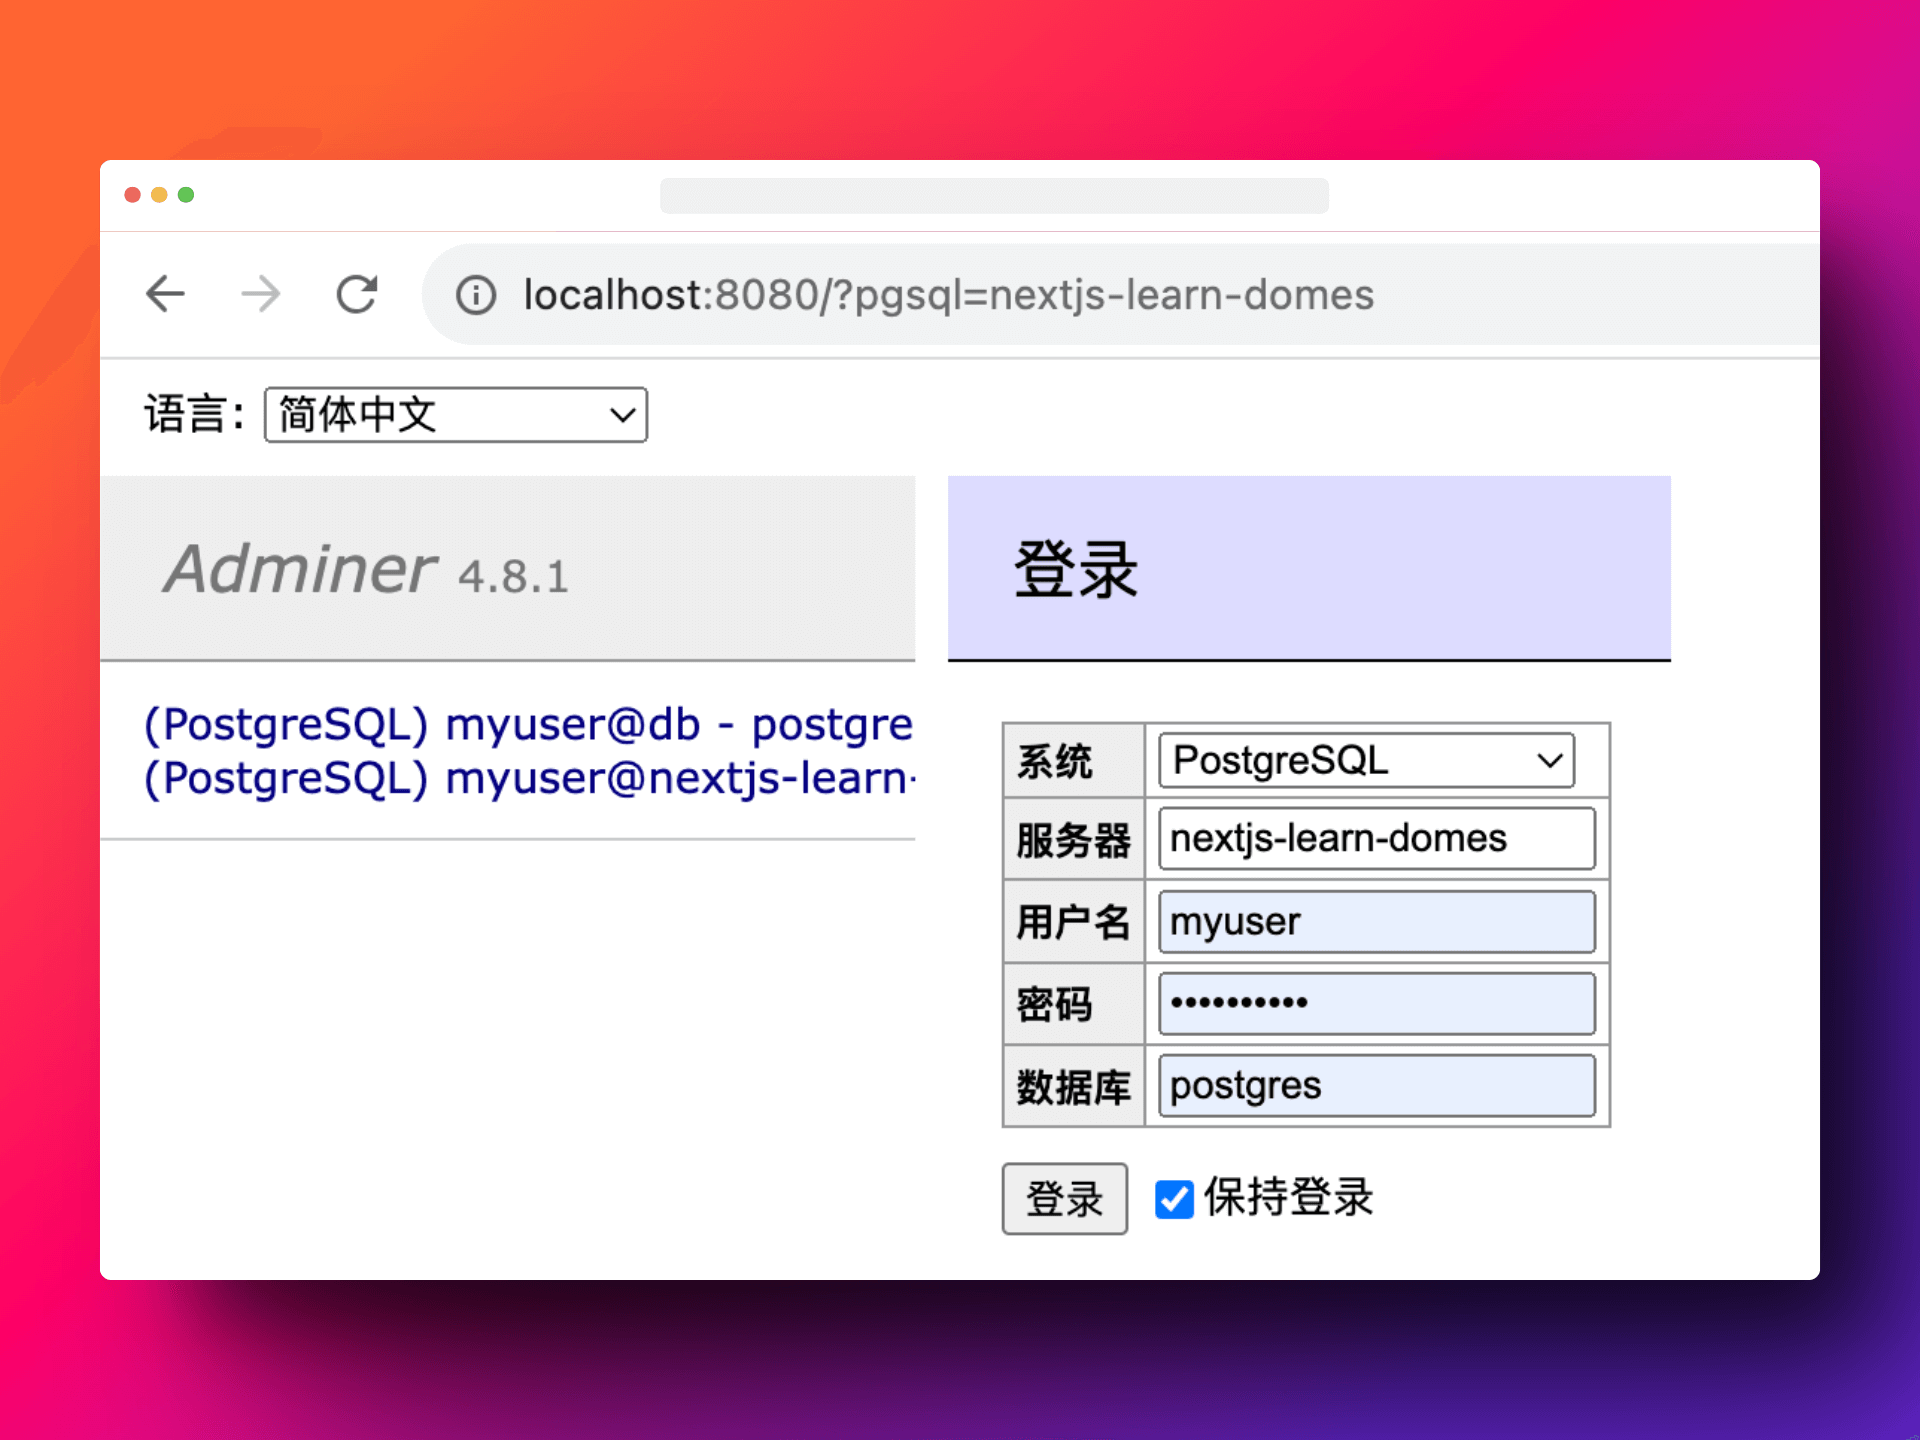 localhost:8080/?pgsql=nextjs-learn-domes
语言: 简体中文
Adminer 4.8.1
(PostgreSQL) myuser@db - postgre
(PostgreSQL) myuser@nextjs-learn-
登录
系统 PostgreSQL
服务器 nextjs-learn-domes
用户名 myuser
密码 ••••••••••
数据库 postgres
登录 保持登录